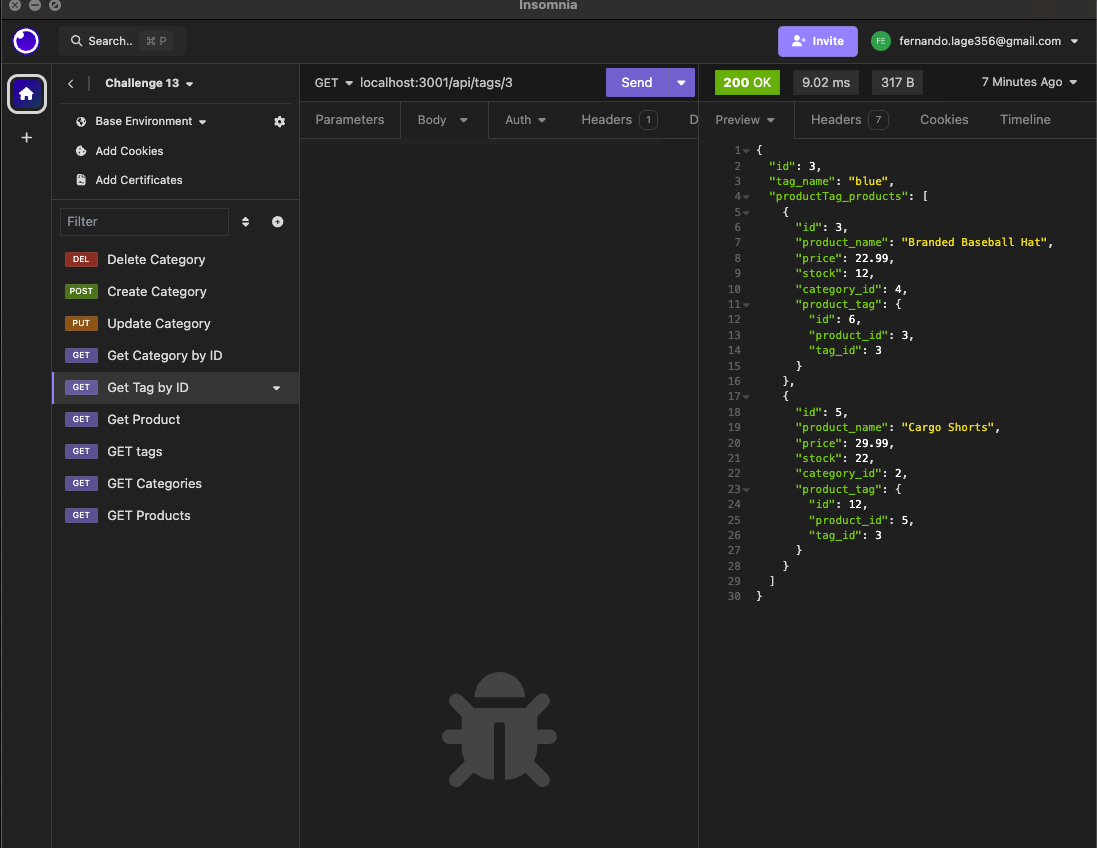 Insomnia
Search.. ⌘ P
Invite
FE fernando.lage356@gmail.com
Challenge 13
Base Environment
Add Cookies
Add Certificates
Filter
DEL Delete Category
POST Create Category
PUT Update Category
GET Get Category by ID
GET Get Tag by ID
GET Get Product
GET GET tags
GET GET Categories
GET GET Products
GET localhost:3001/api/tags/3 Send
Parameters Body Auth Headers 1 D
200 OK 9.02 ms 317 B 7 Minutes Ago
Preview Headers 7 Cookies Timeline
1 {
2 "id": 3,
3 "tag_name": "blue",
4 "productTag_products": [
5 {
6 "id": 3,
7 "product_name": "Branded Baseball Hat",
8 "price": 22.99,
9 "stock": 12,
10 "category_id": 4,
11 "product_tag": {
12 "id": 6,
13 "product_id": 3,
14 "tag_id": 3
15 }
16 },
17 {
18 "id": 5,
19 "product_name": "Cargo Shorts",
20 "price": 29.99,
21 "stock": 22,
22 "category_id": 2,
23 "product_tag": {
24 "id": 12,
25 "product_id": 5,
26 "tag_id": 3
27 }
28 }
29 ]
30 }